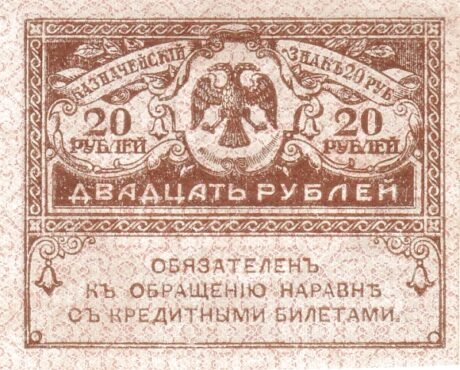 КАЗНАЧЕЙСКІЙ ЗНАКЪ 20 РУБ.
20 РУБЛЕЙ
20 РУБЛЕЙ
ДВАДЦАТЬ РУБЛЕЙ
ОБЯЗАТЕЛЕНЪ
КЪ ОБРАЩЕНІЮ НАРАВНѢ
СЪ КРЕДИТНЫМИ БИЛЕТАМИ.